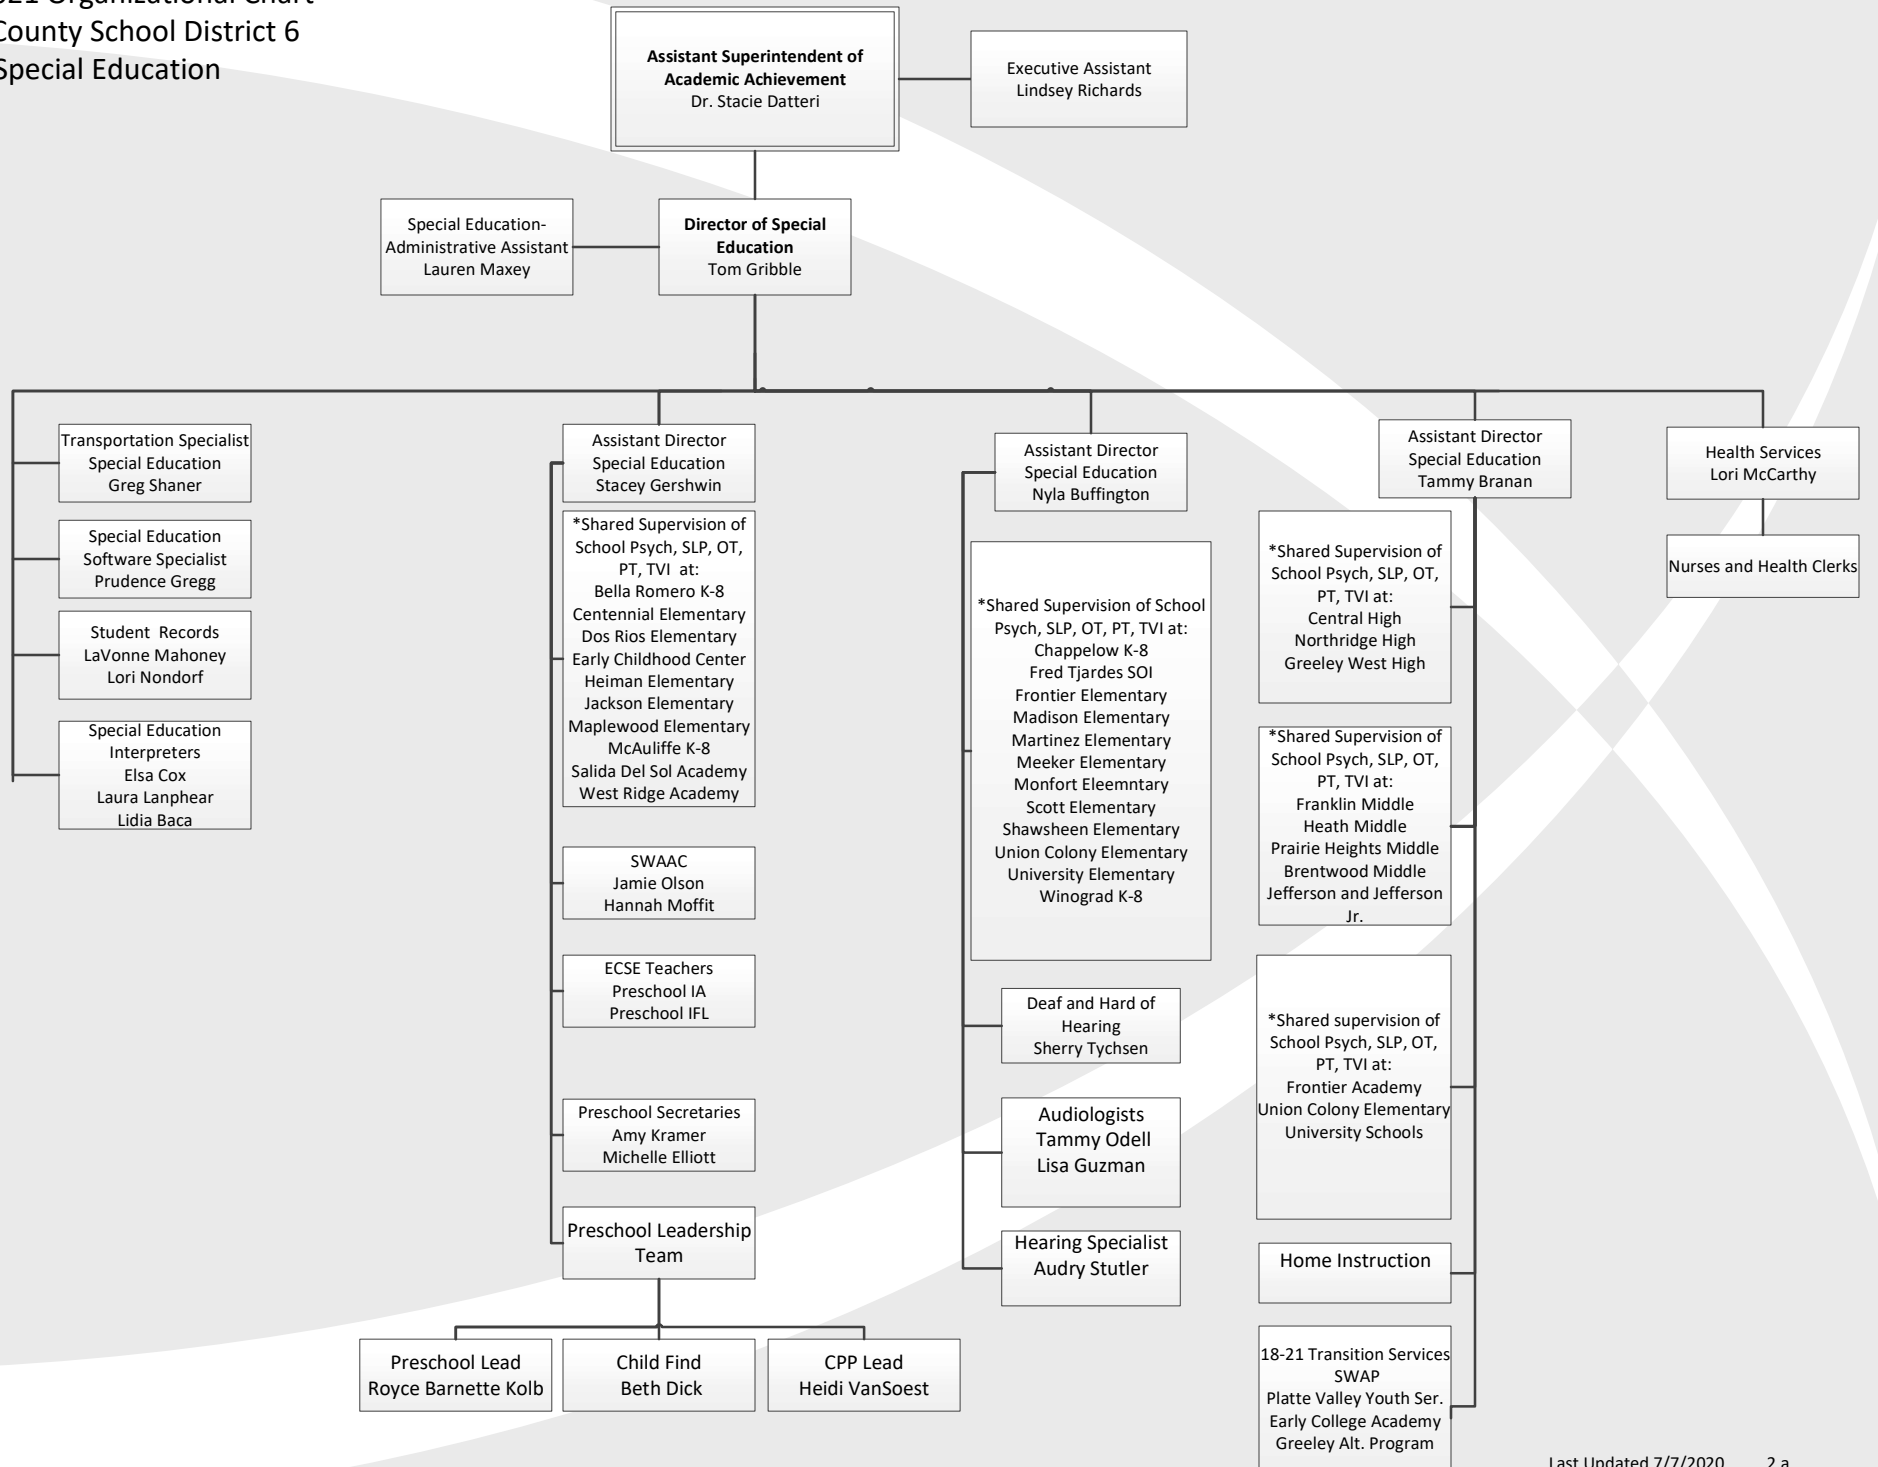 County School District 6
Special Education
Assistant Superintendent of
Academic Achievement
Dr. Stacie Datteri
Executive Assistant
Lindsey Richards
Special Education-
Administrative Assistant
Lauren Maxey
Director of Special
Education
Tom Gribble
Transportation Specialist
Special Education
Greg Shaner
Special Education
Software Specialist
Prudence Gregg
Student Records
LaVonne Mahoney
Lori Nondorf
Special Education
Interpreters
Elsa Cox
Laura Lanphear
Lidia Baca
Assistant Director
Special Education
Stacey Gershwin
*Shared Supervision of
School Psych, SLP, OT,
PT, TVI at:
Bella Romero K-8
Centennial Elementary
Dos Rios Elementary
Early Childhood Center
Heiman Elementary
Jackson Elementary
Maplewood Elementary
McAuliffe K-8
Salida Del Sol Academy
West Ridge Academy
SWAAC
Jamie Olson
Hannah Moffit
ECSE Teachers
Preschool IA
Preschool IFL
Preschool Secretaries
Amy Kramer
Michelle Elliott
Preschool Leadership
Team
Preschool Lead
Royce Barnette Kolb
Child Find
Beth Dick
CPP Lead
Heidi VanSoest
Assistant Director
Special Education
Nyla Buffington
*Shared Supervision of School
Psych, SLP, OT, PT, TVI at:
Chappelow K-8
Fred Tjardes SOI
Frontier Elementary
Madison Elementary
Martinez Elementary
Meeker Elementary
Monfort Eleemntary
Scott Elementary
Shawsheen Elementary
Union Colony Elementary
University Elementary
Winograd K-8
Deaf and Hard of
Hearing
Sherry Tychsen
Audiologists
Tammy Odell
Lisa Guzman
Hearing Specialist
Audry Stutler
Assistant Director
Special Education
Tammy Branan
*Shared Supervision of
School Psych, SLP, OT,
PT, TVI at:
Central High
Northridge High
Greeley West High
*Shared Supervision of
School Psych, SLP, OT,
PT, TVI at:
Franklin Middle
Heath Middle
Prairie Heights Middle
Brentwood Middle
Jefferson and Jefferson
Jr.
*Shared supervision of
School Psych, SLP, OT,
PT, TVI at:
Frontier Academy
Union Colony Elementary
University Schools
Home Instruction
18-21 Transition Services
SWAP
Platte Valley Youth Ser.
Early College Academy
Greeley Alt. Program
Health Services
Lori McCarthy
Nurses and Health Clerks
Last Updated 7/7/2020 2 a